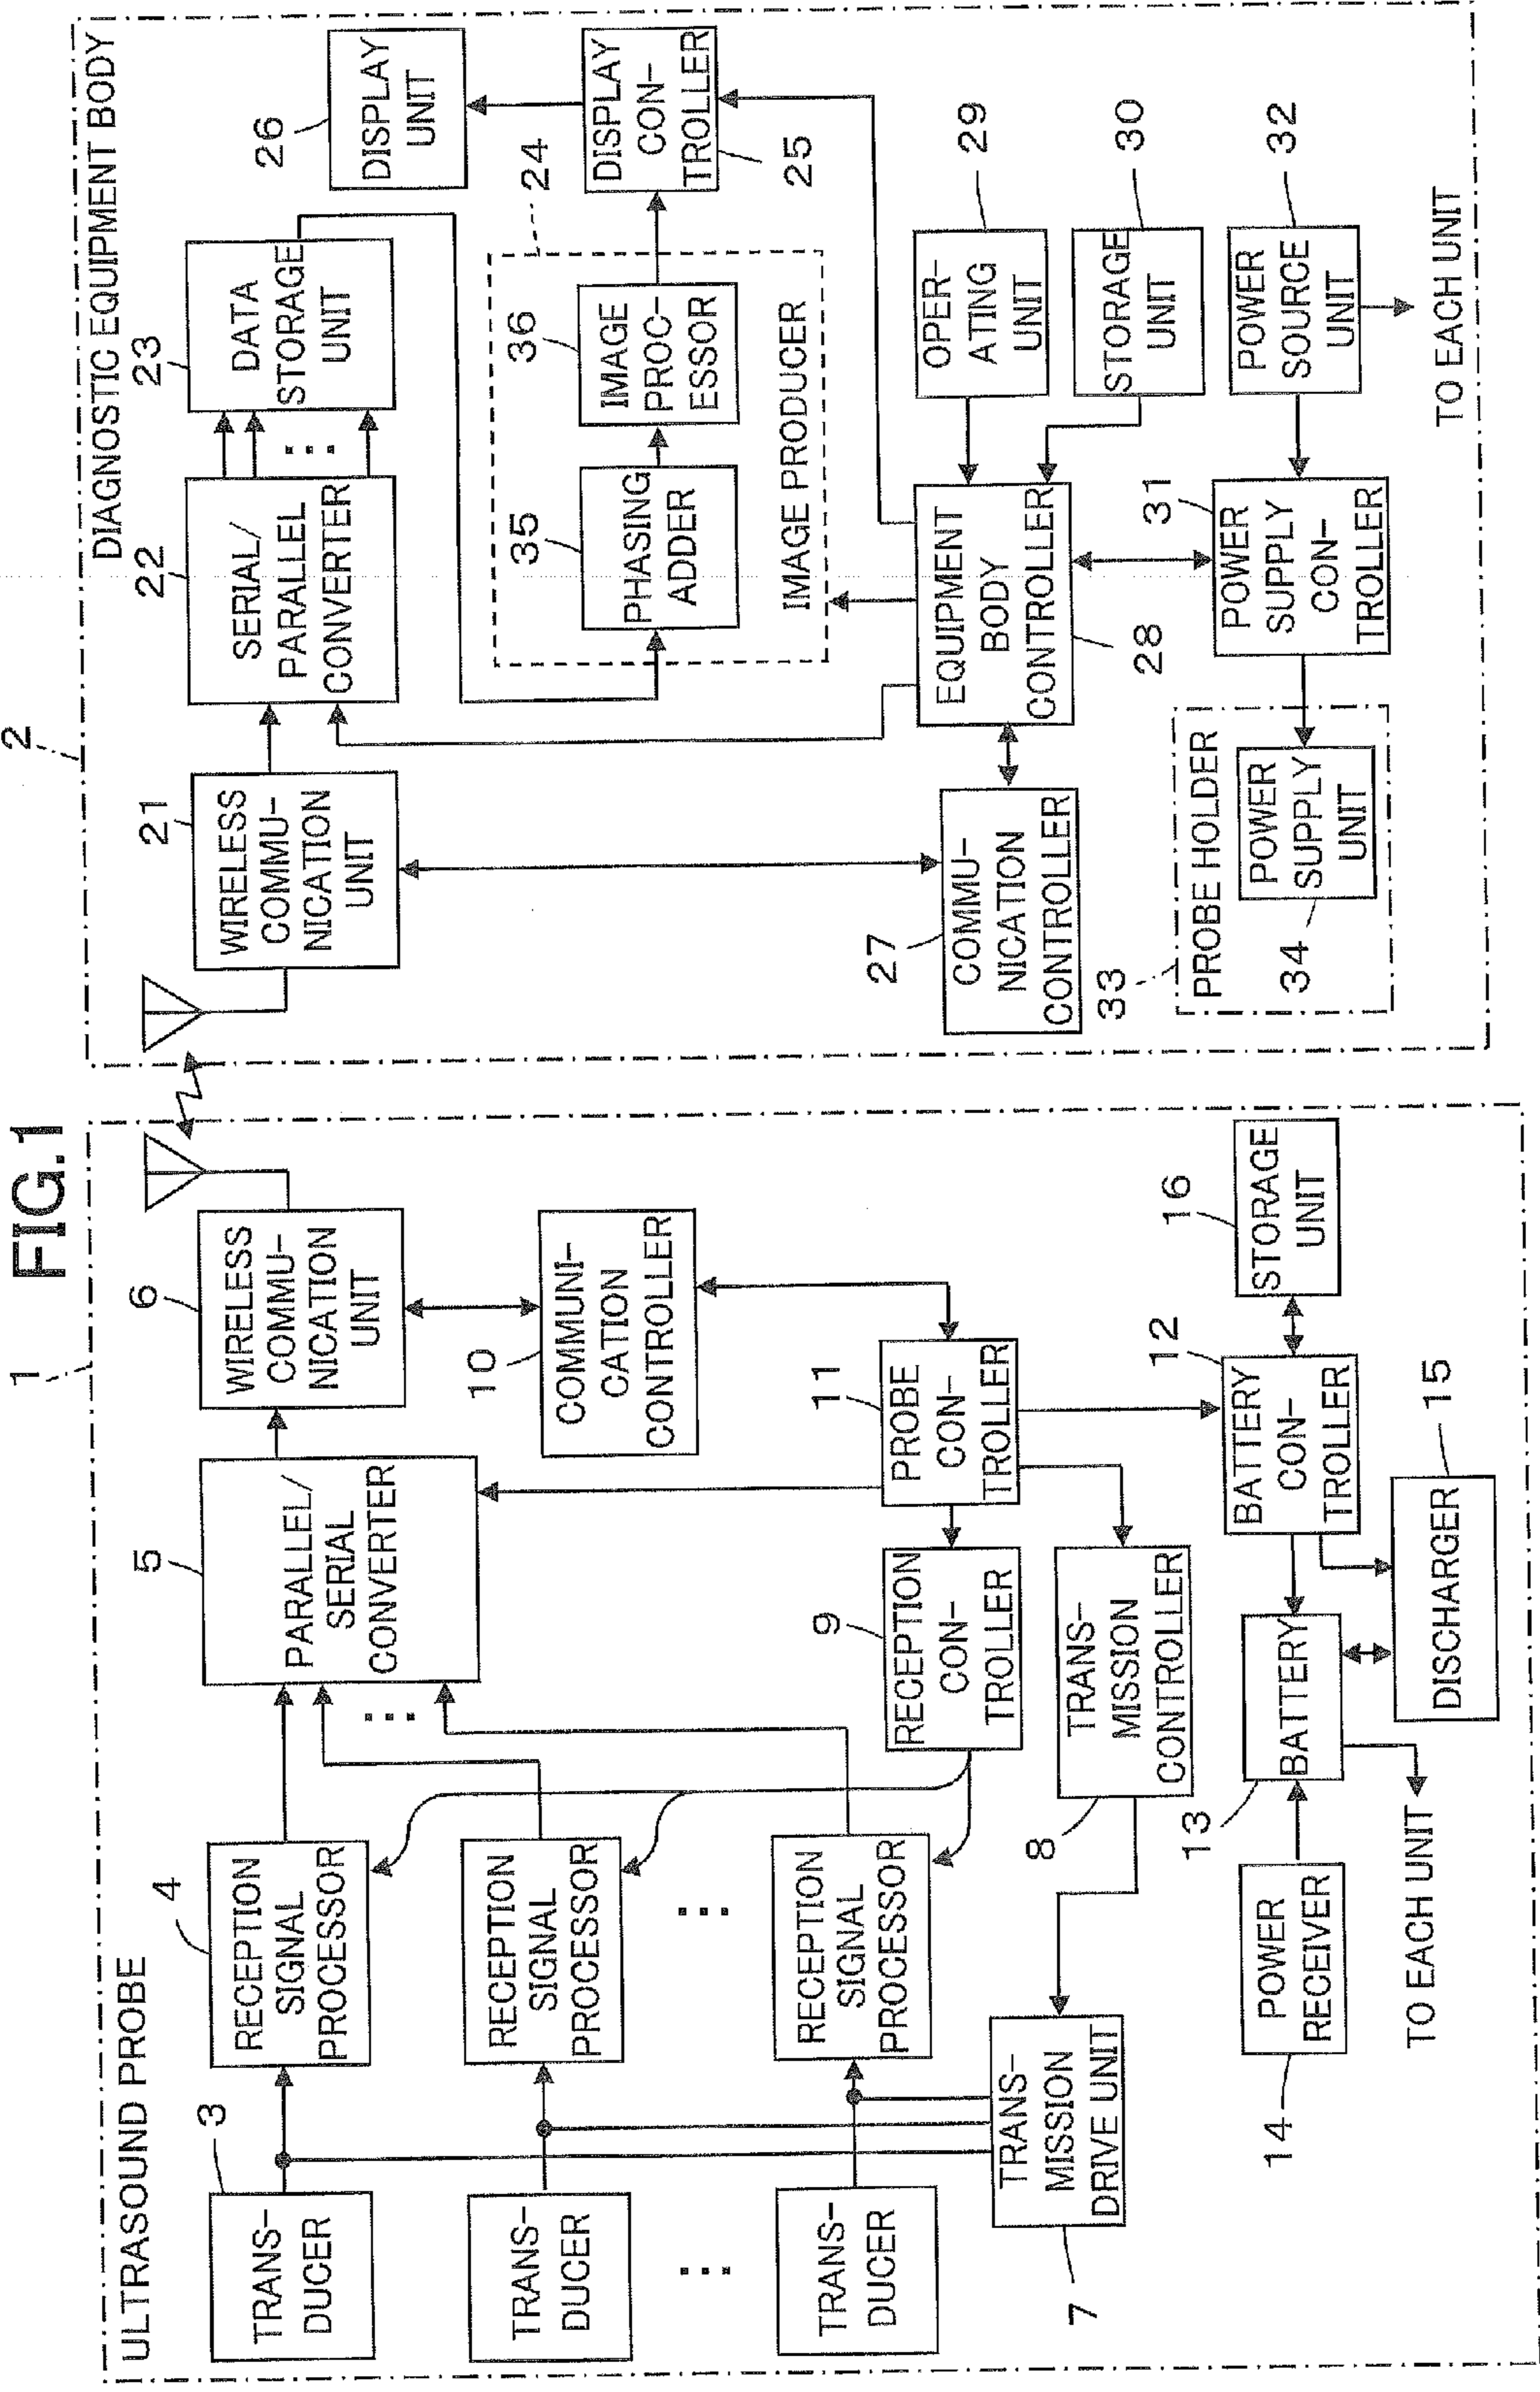 FIG.1
1
ULTRASOUND PROBE
3
TRANS-
DUCER
TRANS-
DUCER
TRANS-
DUCER
4
RECEPTION
SIGNAL
PROCESSOR
RECEPTION
SIGNAL
PROCESSOR
RECEPTION
SIGNAL
PROCESSOR
5
PARALLEL/
SERIAL
CONVERTER
6
WIRELESS
COMMU-
NICATION
UNIT
10
COMMUNI-
CATION
CONTROLLER
11
PROBE
CON-
TROLLER
9
RECEPTION
CON-
TROLLER
TRANS-
MISSION
CONTROLLER
8
TRANS-
MISSION
DRIVE UNIT
7
12
BATTERY
CON-
TROLLER
16
STORAGE
UNIT
15
DISCHARGER
13
BATTERY
14
POWER
RECEIVER
TO EACH UNIT
2
DIAGNOSTIC EQUIPMENT BODY
21
WIRELESS
COMMU-
NICATION
UNIT
22
SERIAL/
PARALLEL
CONVERTER
23
DATA
STORAGE
UNIT
26
DISPLAY
UNIT
24
35
PHASING
ADDER
36
IMAGE
PROC-
ESSOR
IMAGE PRODUCER
DISPLAY
CON-
TROLLER
25
27
COMMU-
NICATION
CONTROLLER
EQUIPMENT
BODY
CONTROLLER
28
OPER-
ATING
UNIT
29
STORAGE
UNIT
30
33
PROBE HOLDER
POWER
SUPPLY
UNIT
34
31
POWER
SUPPLY
CON-
TROLLER
POWER
SOURCE
UNIT
32
TO EACH UNIT